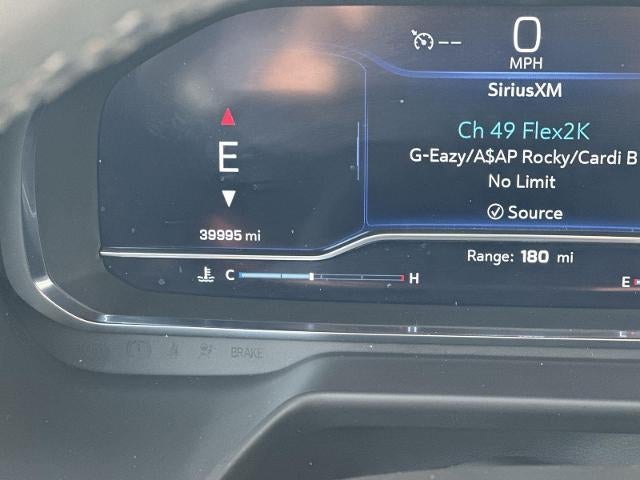 0
MPH
SiriusXM
Ch 49 Flex2K
G-Eazy/A$AP Rocky/Cardi B
No Limit
Source
E
39995 mi
Range: 180 mi
C H
E
BRAKE